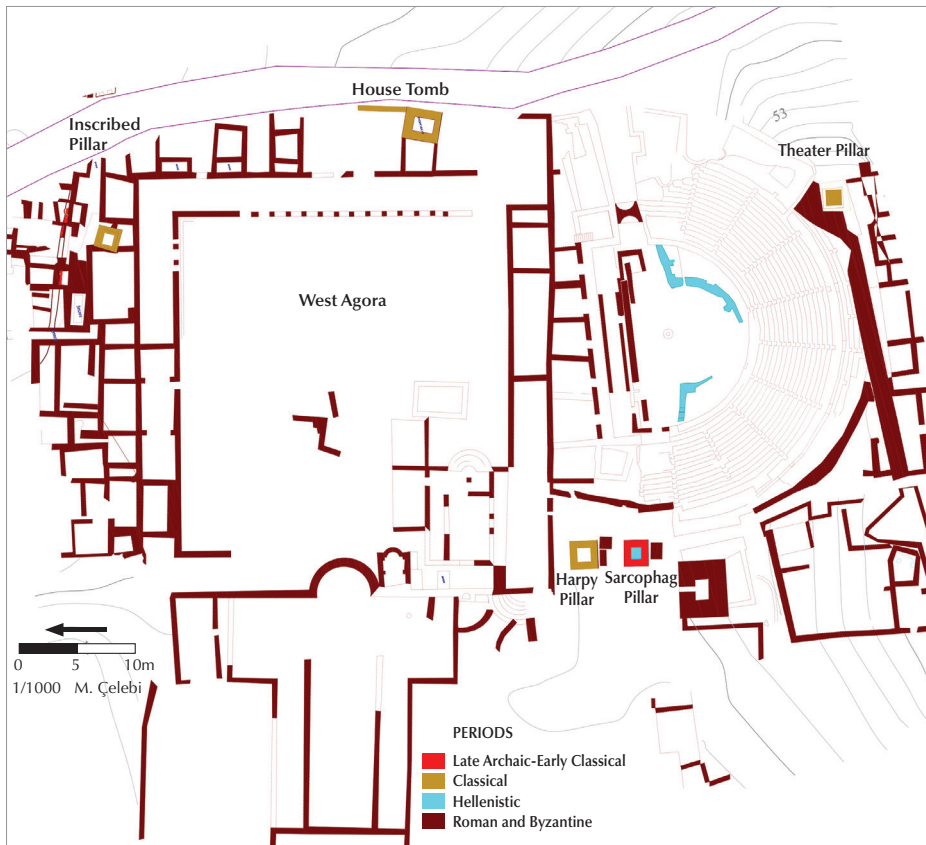 House Tomb
Inscribed
Pillar
53
Theater Pillar
West Agora
Harpy
Pillar
Sarcophag
Pillar
0 5 10m
1/1000 M. Çelebi
PERIODS
Late Archaic-Early Classical
Classical
Hellenistic
Roman and Byzantine